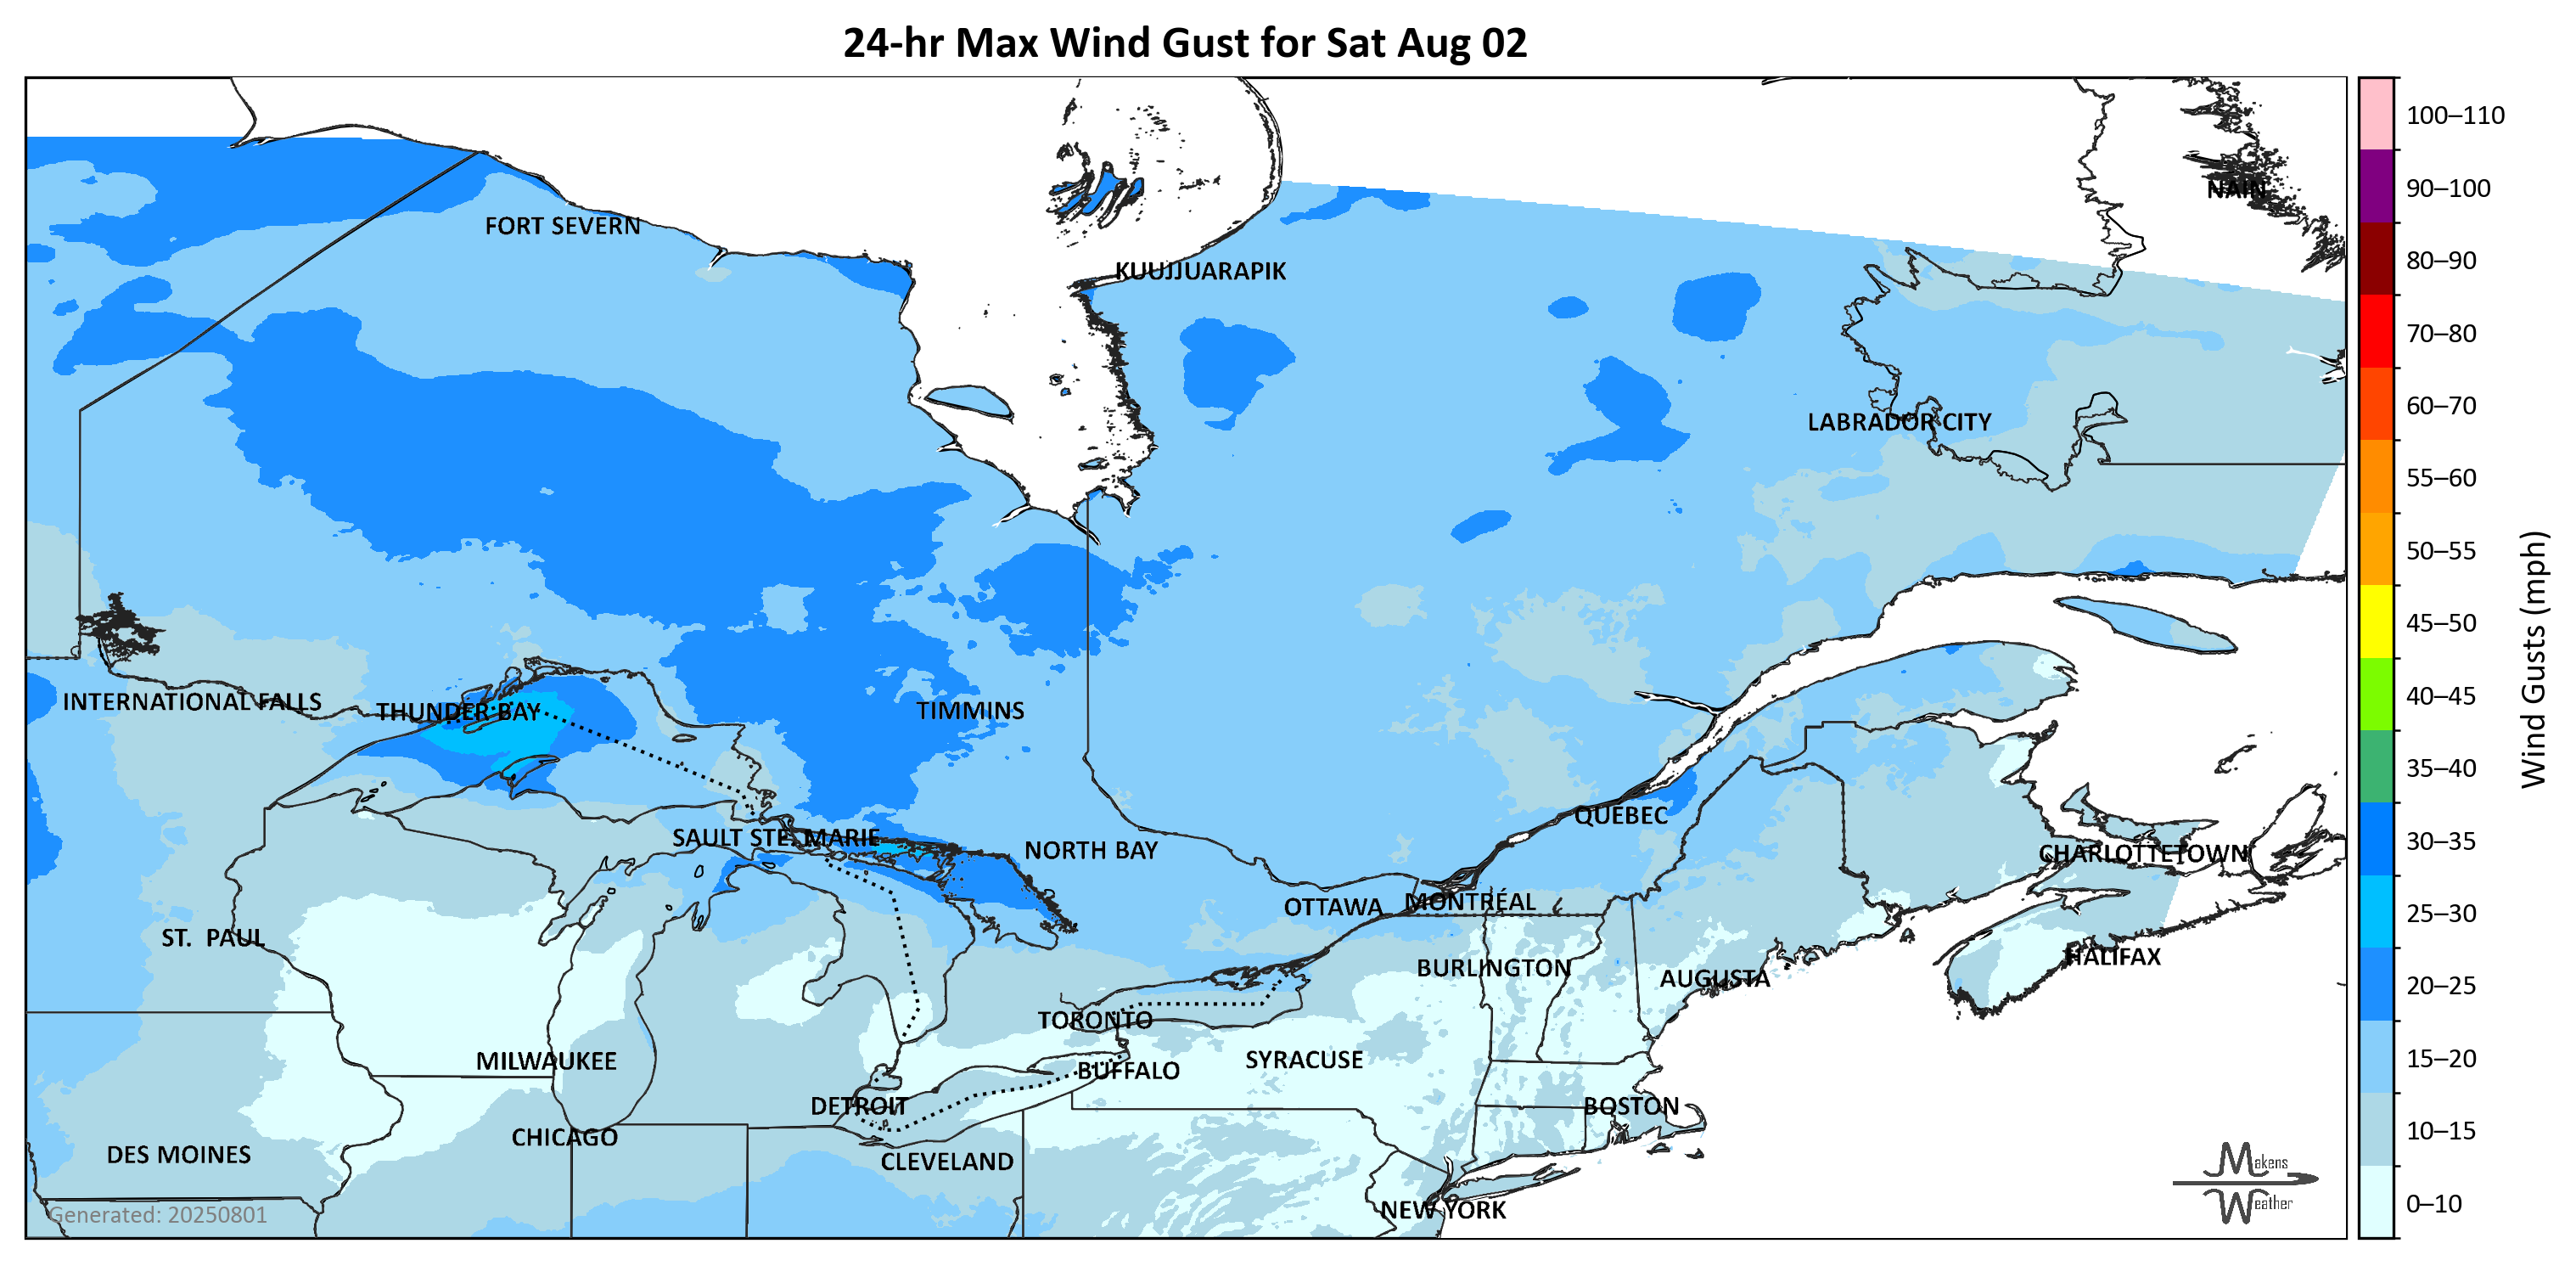 24-hr Max Wind Gust for Sat Aug 02
100–110
90–100
NAIN
FORT SEVERN
80–90
KUUJJUARAPIK
70–80
60–70
LABRADOR CITY
55–60
50–55
45–50
Wind Gusts (mph)
40–45
INTERNATIONAL FALLS
THUNDER BAY
TIMMINS
35–40
QUÉBEC
30–35
SAULT STE. MARIE
NORTH BAY
CHARLOTTETOWN
OTTAWA
MONTRÉAL
25–30
ST. PAUL
HALIFAX
BURLINGTON
AUGUSTA
20–25
TORONTO
MILWAUKEE
SYRACUSE
BUFFALO
DETROIT
BOSTON
15–20
CHICAGO
10–15
DES MOINES
CLEVELAND
Makens
Weather
NEW YORK
0–10
Generated: 20250801